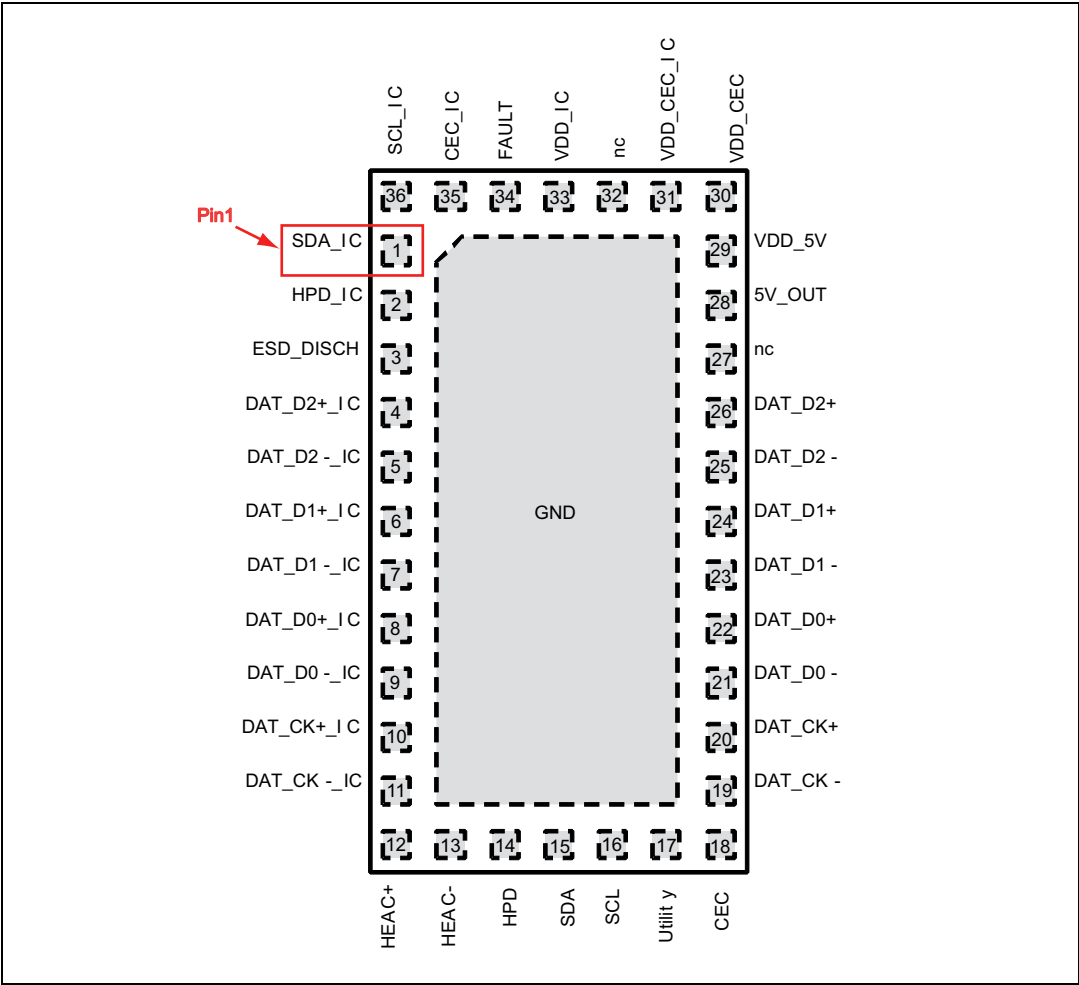 SCL_IC
CEC_IC
FAULT
VDD_IC
nc
VDD_CEC_IC
VDD_CEC
36 35 34 33 32 31 30
Pin1
SDA_IC 1 29 VDD_5V
HPD_IC 2 28 5V_OUT
ESD_DISCH 3 27 nc
DAT_D2+_IC 4 26 DAT_D2+
DAT_D2 -_IC 5 25 DAT_D2 -
GND
DAT_D1+_IC 6 24 DAT_D1+
DAT_D1 -_IC 7 23 DAT_D1 -
DAT_D0+_IC 8 22 DAT_D0+
DAT_D0 -_IC 9 21 DAT_D0 -
DAT_CK+_IC 10 20 DAT_CK+
DAT_CK -_IC 11 19 DAT_CK -
12 13 14 15 16 17 18
HEAC+
HEAC-
HPD
SDA
SCL
Utility
CEC